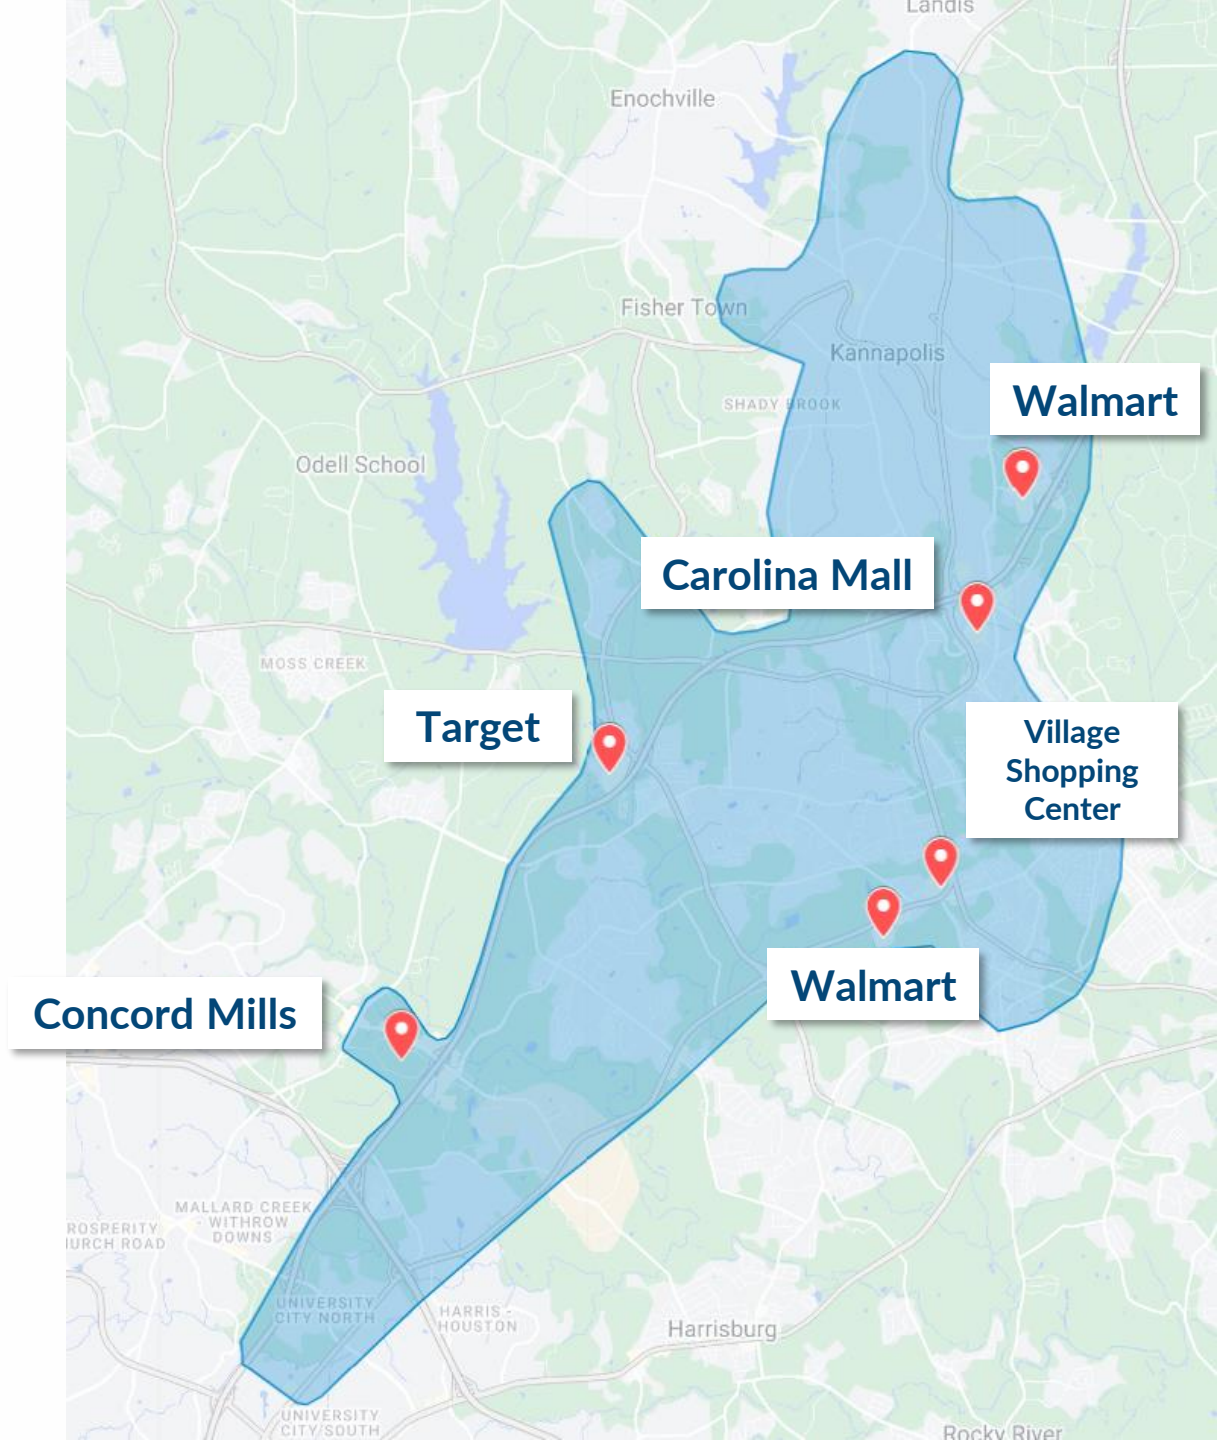 Landis
Enochville
Fisher Town
Kannapolis
Walmart
SHADY BROOK
Odell School
Carolina Mall
MOSS CREEK
Target
Village
Shopping
Center
Walmart
Concord Mills
MALLARD CREEK
- WITHROW
DOWNS
ROSPERITY
URCH ROAD
UNIVERSITY
CITY NORTH
HARRIS -
HOUSTON
Harrisburg
UNIVERSITY
CITY SOUTH
Rocky River